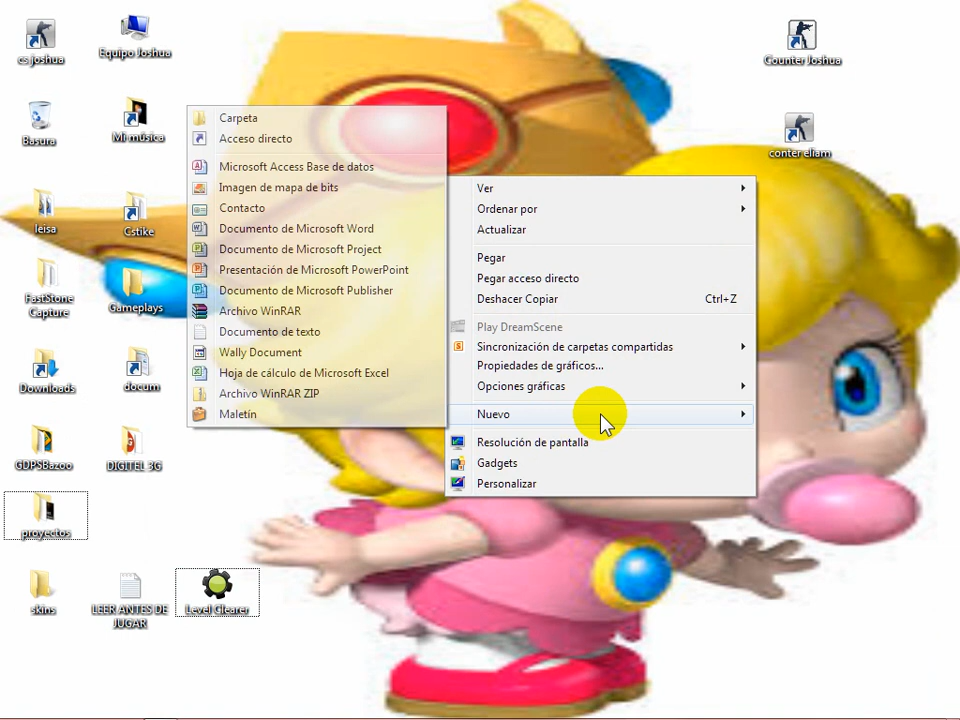 cs joshua
Equipo Joshua
Counter Joshua
Basura
Mi música
conter eliam
leisa
Cstike
FastStone
Capture
Gameplays
Downloads
docum
GDPSBazoo
DIGITEL 3G
proyectos
skins
LEER ANTES DE
JUGAR
Level Clearer
Carpeta
Acceso directo
Microsoft Access Base de datos
Imagen de mapa de bits
Contacto
Documento de Microsoft Word
Documento de Microsoft Project
Presentación de Microsoft PowerPoint
Documento de Microsoft Publisher
Archivo WinRAR
Documento de texto
Wally Document
Hoja de cálculo de Microsoft Excel
Archivo WinRAR ZIP
Maletín
Ver
Ordenar por
Actualizar
Pegar
Pegar acceso directo
Deshacer Copiar Ctrl+Z
Play DreamScene
Sincronización de carpetas compartidas
Propiedades de gráficos...
Opciones gráficas
Nuevo
Resolución de pantalla
Gadgets
Personalizar